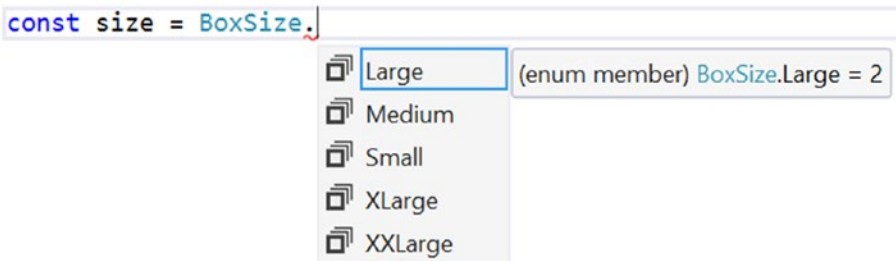 const size = BoxSize.
Large (enum member) BoxSize.Large = 2
Medium
Small
XLarge
XXLarge